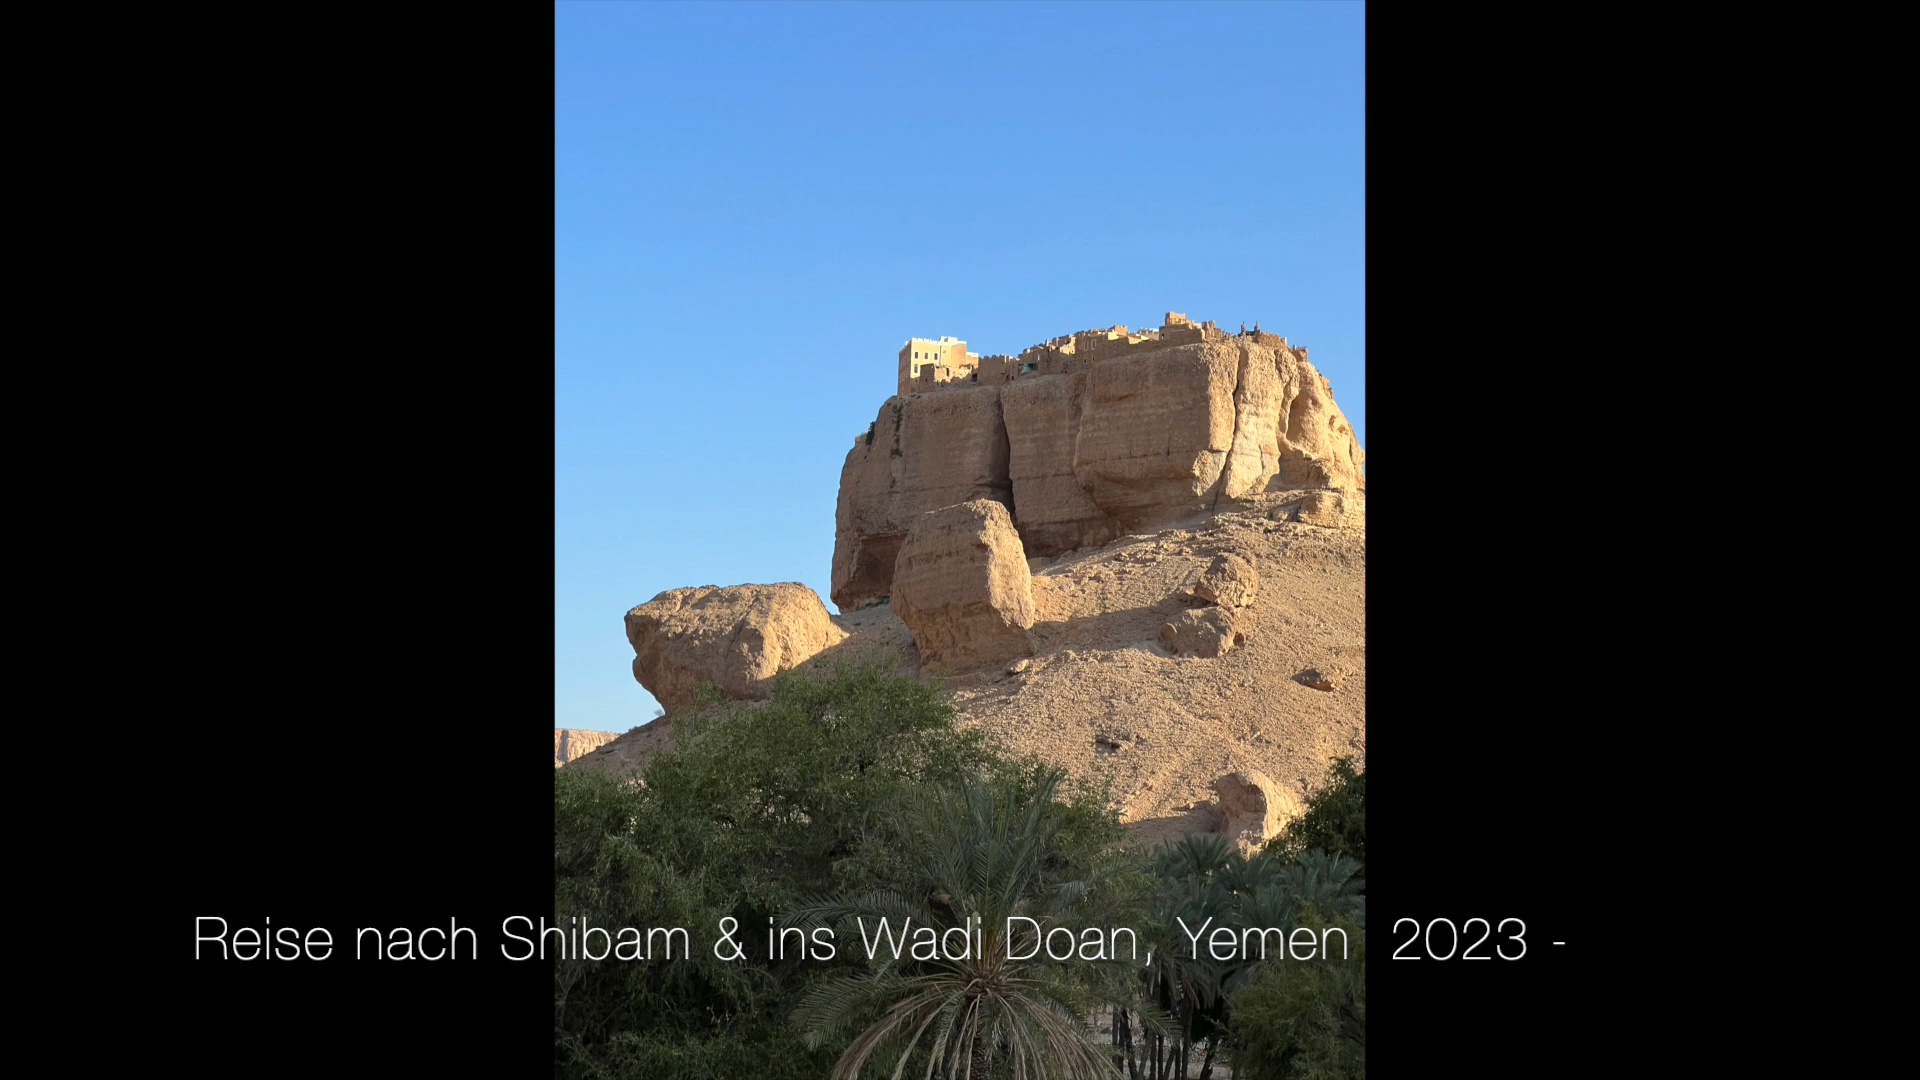 Reise nach Shibam & ins Wadi Doan, Yemen  2023 -